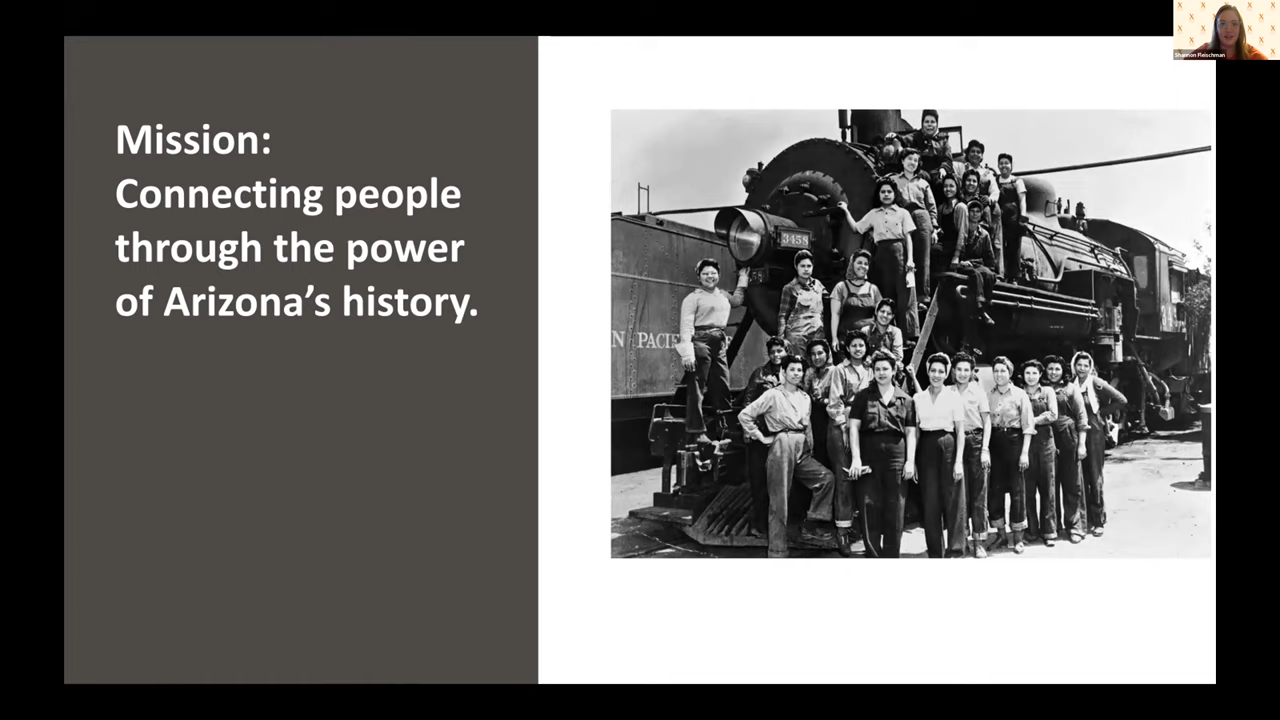 Mission:
Connecting people
through the power
of Arizona’s history.
3458
N PACIF
Shannon Fleischman